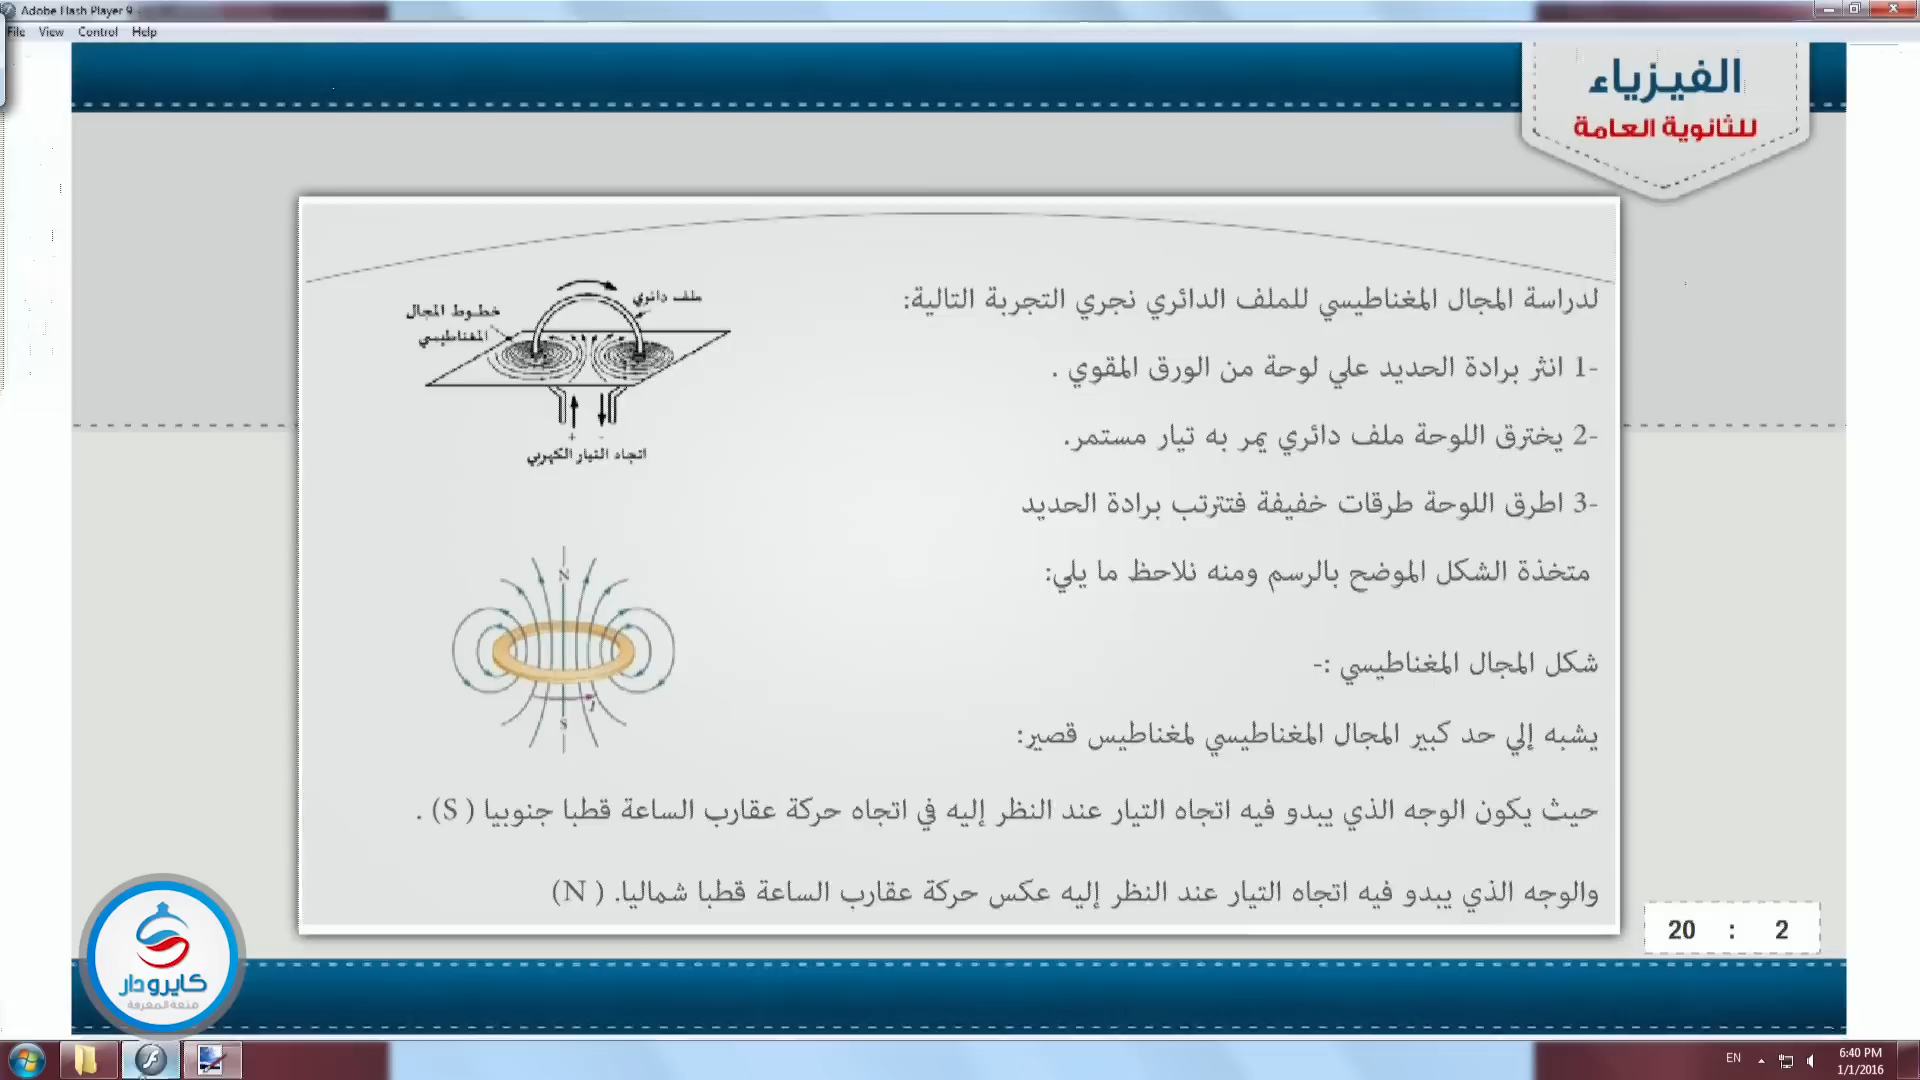 Adobe Flash Player 9
File View Control Help
الفيزياء
للثانوية العامة
لدراسة المجال المغناطيسي للملف الدائري نجري التجربة التالية:
1- انثر برادة الحديد علي لوحة من الورق المقوي .
2- يخترق اللوحة ملف دائري يمر به تيار مستمر.
3- اطرق اللوحة طرقات خفيفة فتترتب برادة الحديد
متخذة الشكل الموضح بالرسم ومنه نلاحظ ما يلي:
شكل المجال المغناطيسي :-
يشبه إلي حد كبير المجال المغناطيسي لمغناطيس قصير:
حيث يكون الوجه الذي يبدو فيه اتجاه التيار عند النظر إليه في اتجاه حركة عقارب الساعة قطبا جنوبيا ( S) .
والوجه الذي يبدو فيه اتجاه التيار عند النظر إليه عكس حركة عقارب الساعة قطبا شماليا. ( N)
ملف دائري
خطوط المجال
المغناطيسي
+ -
اتجاه التيار الكهربي
N
I
S
20 : 2
كايرودار
متعة المعرفة
EN
6:40 PM
1/1/2016